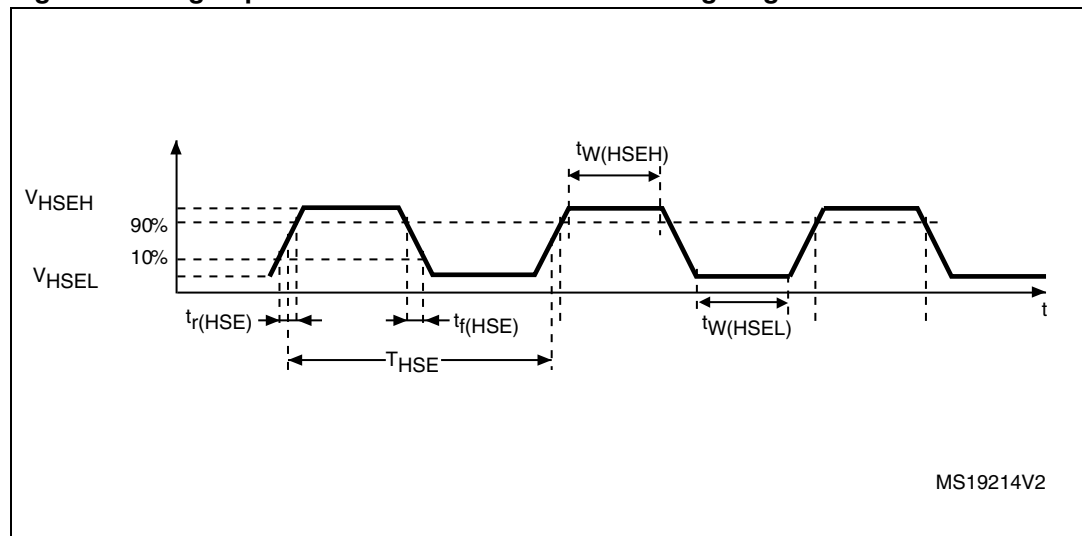 tW(HSEH)
VHSEH
90%
10%
VHSEL
tr(HSE)
tf(HSE)
tW(HSEL)
t
THSE
MS19214V2